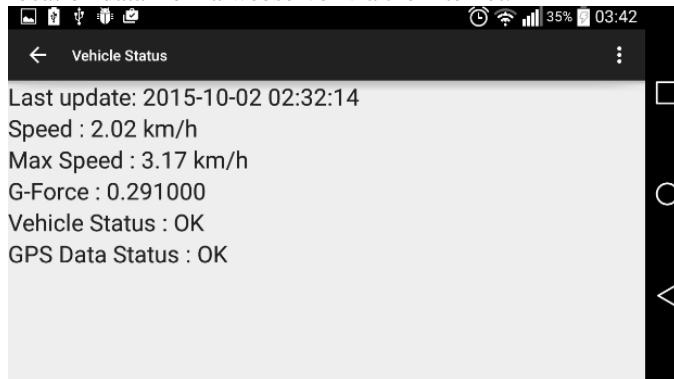 35% 03:42
Vehicle Status
Last update: 2015-10-02 02:32:14
Speed : 2.02 km/h
Max Speed : 3.17 km/h
G-Force : 0.291000
Vehicle Status : OK
GPS Data Status : OK